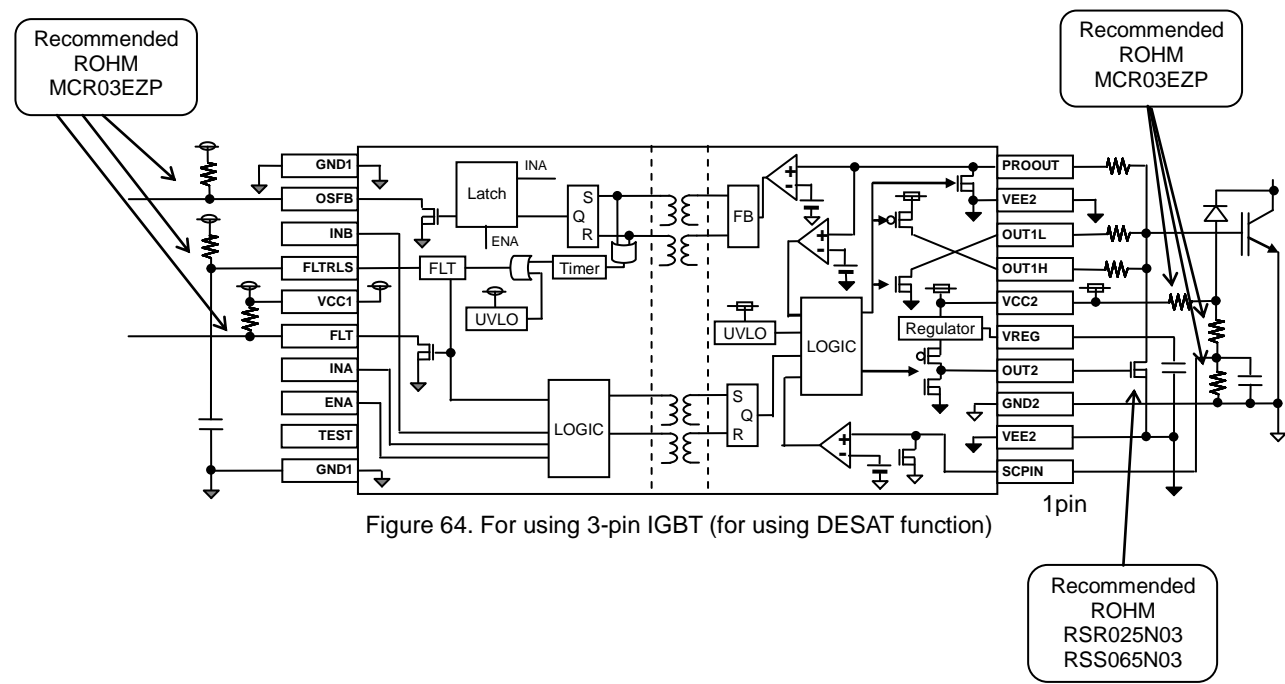 Recommended
ROHM
MCR03EZP
Recommended
ROHM
MCR03EZP
GND1
OSFB
INB
FLTRLS
VCC1
FLT
INA
ENA
TEST
GND1
INA
Latch
ENA
S
Q
R
FLT
Timer
UVLO
LOGIC
FB
+
-
+
-
UVLO
LOGIC
Regulator
S
Q
R
+
-
PROOUT
VEE2
OUT1L
OUT1H
VCC2
VREG
OUT2
GND2
VEE2
SCPIN
1pin
Figure 64. For using 3-pin IGBT (for using DESAT function)
Recommended
ROHM
RSR025N03
RSS065N03